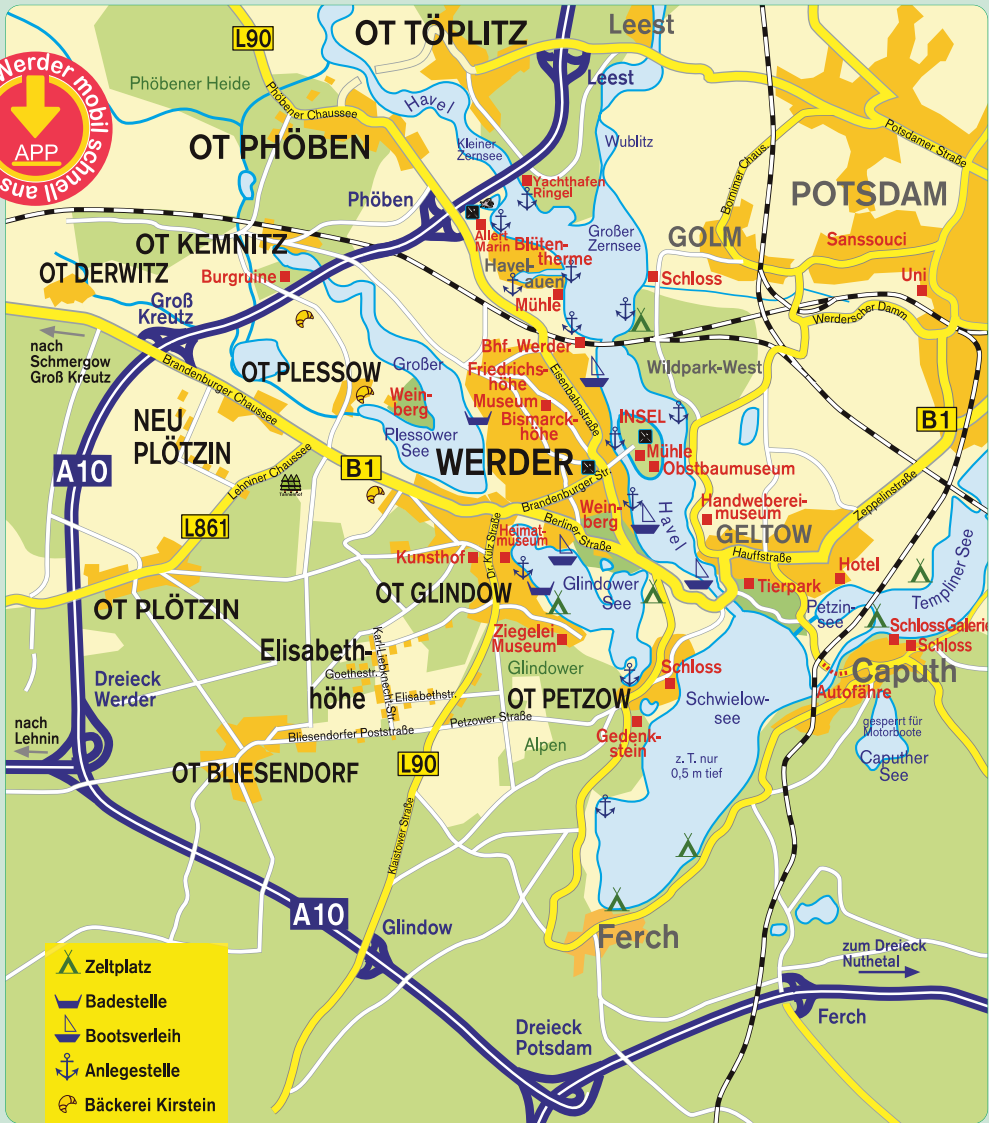 Werder mobil schnell ans
APP
L90
OT TÖPLITZ
Leest
Leest
Phöbener Heide
Phöbener Chaussee
Havel
Kleiner
Zernsee
Wublitz
Potsdamer Straße
Bornimer Chaus.
OT PHÖBEN
Phöben
Yachthafen
Ringel
POTSDAM
Allert
Marin
Blüten-
therme
Großer
Zernsee
GOLM
Sanssouci
OT KEMNITZ
OT DERWITZ
Burgruine
Havel-
auen
Mühle
Schloss
Uni
Groß
Kreutz
Werderscher Damm
nach
Schmergow
Groß Kreutz
Brandenburger Chaussee
Bhf. Werder
OT PLESSOW
Großer
Plessower
See
Wein-
berg
Friedrichs-
höhe
Museum
Bismarck-
höhe
Eisenbahnstraße
Wildpark-West
INSEL
Mühle
Obstbaumuseum
B1
NEU
PLÖTZIN
A10
Lehniner Chaussee
Tannenhof
B1
WERDER
Brandenburger Str.
L861
Wein-
berg
Berliner Straße
Havel
Handweberei-
museum
GELTOW
Zeppelinstraße
Hauffstraße
Kunsthof
Heimat-
museum
Dr. Külz Straße
OT GLINDOW
Glindower
See
Tierpark
Hotel
Petzin-
see
Templiner See
OT PLÖTZIN
Ziegelei
Museum
SchlossGalerie
Schloss
Caputh
Autofähre
Elisabeth-
höhe
Karl-Liebknecht-Str.
Goethestr.
Elisabethstr.
Glindower
Alpen
OT PETZOW
Schloss
Schwielow-
see
Dreieck
Werder
nach
Lehnin
Bliesendorfer Poststraße
Petzower Straße
Gedenk-
stein
gesperrt für
Motorboote
Caputher
See
z. T. nur
0,5 m tief
OT BLIESENDORF
L90
Klaistower Straße
A10
Glindow
Ferch
zum Dreieck
Nuthetal
Ferch
Dreieck
Potsdam
Zeltplatz
Badestelle
Bootsverleih
Anlegestelle
Bäckerei Kirstein